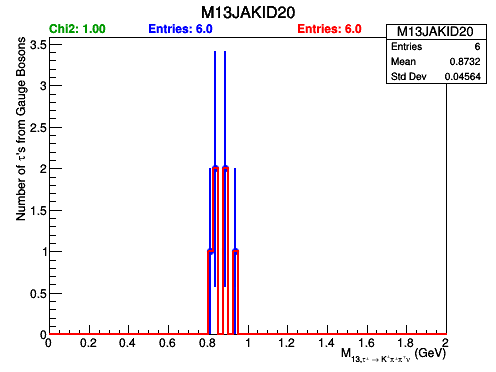 M13JAKID20
Chi2: 1.00 Entries: 6.0 Entries: 6.0
M13JAKID20
Entries 6
Mean 0.8732
Std Dev 0.04564
Number of τ's from Gauge Bosons
3.5
3
2.5
2
1.5
1
0.5
0
0 0.2 0.4 0.6 0.8 1 1.2 1.4 1.6 1.8 2
(GeV)